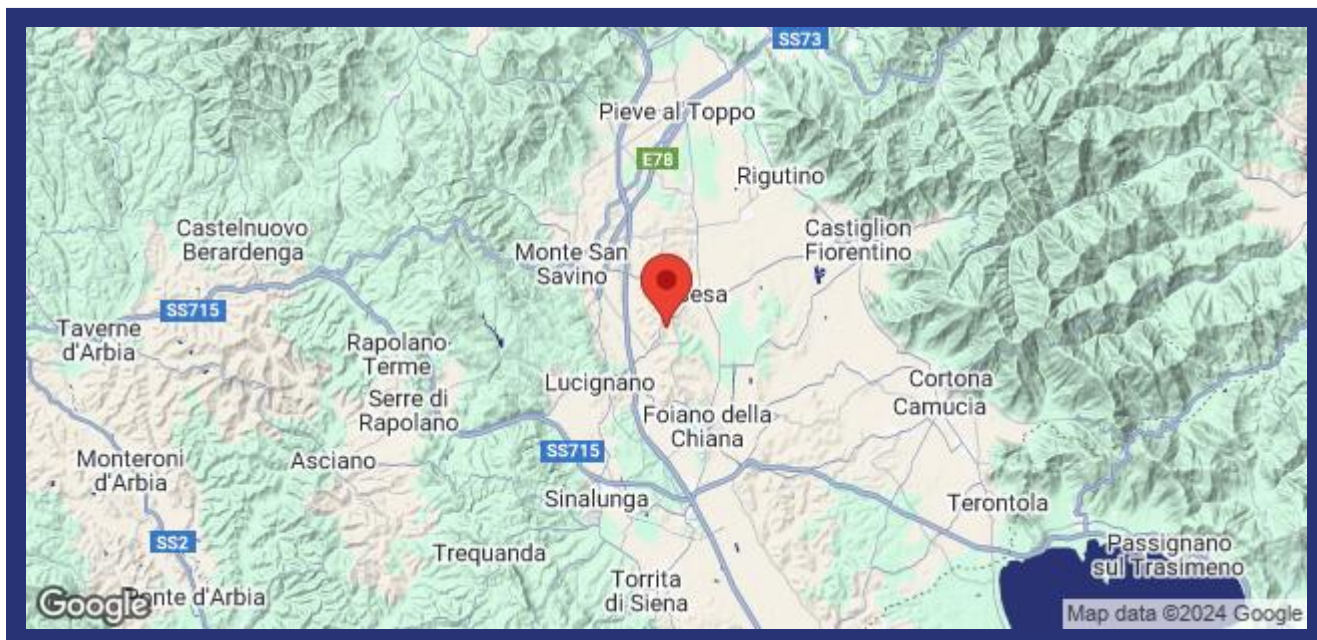 SS73
Pieve al Toppo
E78
Rigutino
Castelnuovo
Berardenga
Castiglion
Fiorentino
Monte San
Savino
SS715
Taverne
d'Arbia
Rapolano
Terme
Lucignano
Serre di
Rapolano
Cortona
Camucia
Foiano della
Chiana
SS715
Monteroni
d'Arbia
Asciano
Sinalunga
Terontola
SS2
Trequanda
Passignano
sul Trasimeno
Torrita
di Siena
Google
d'Arbia
Map data ©2024 Google